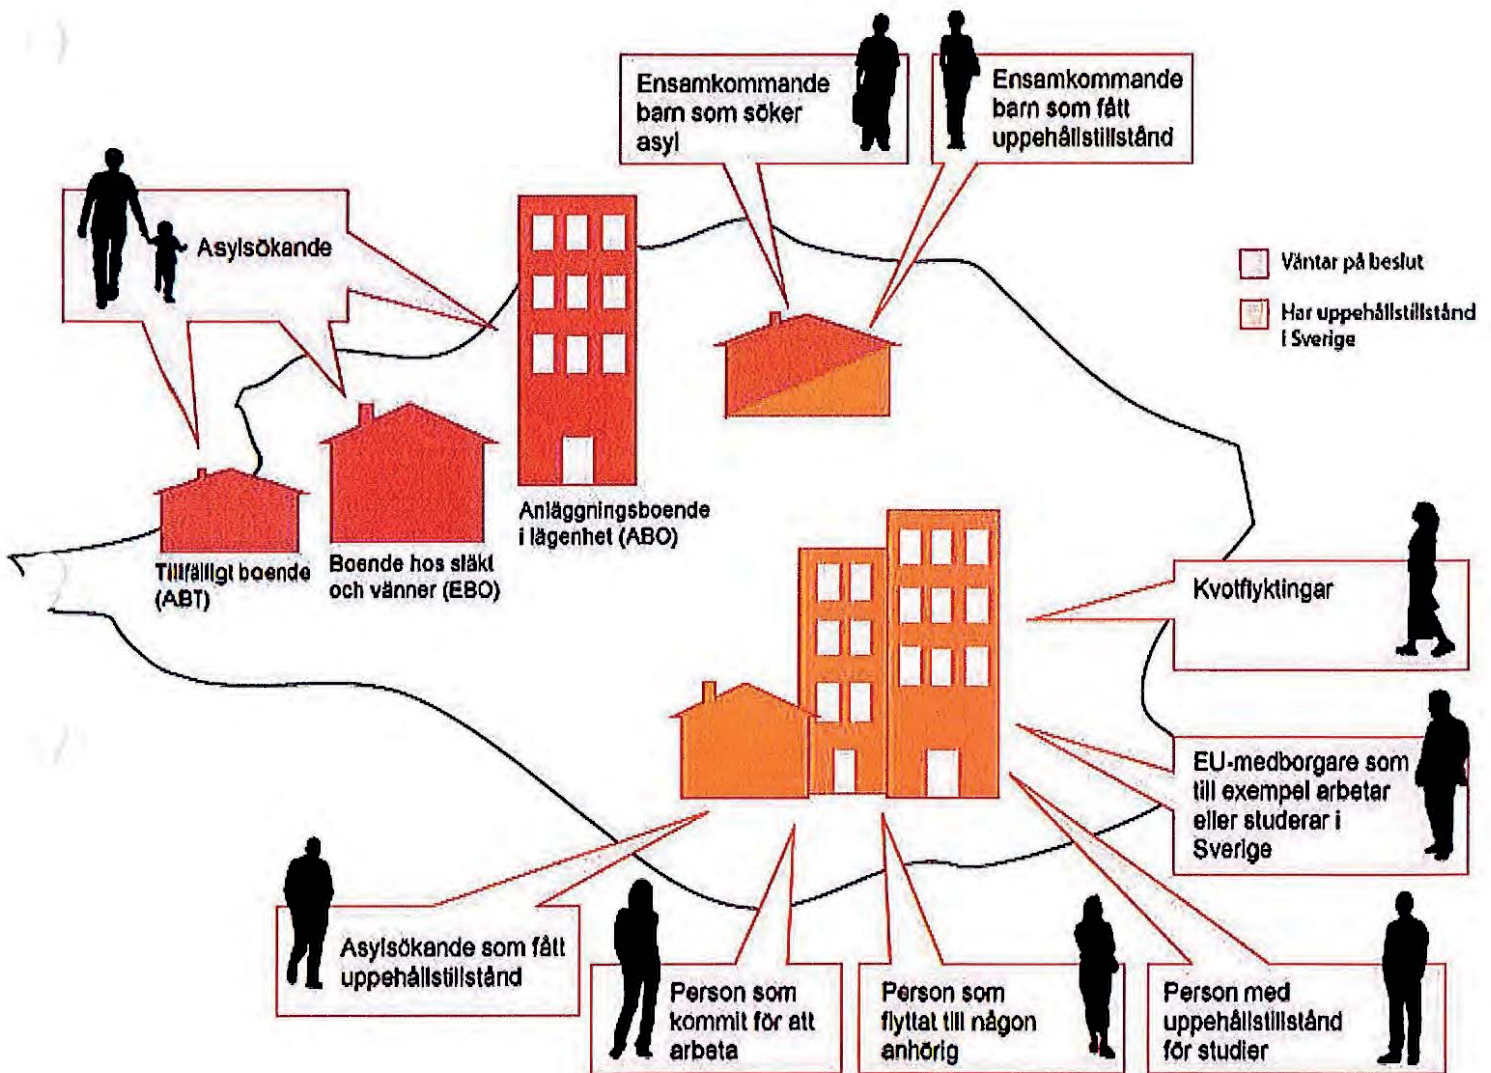 Ensamkommande
barn som söker
asyl
Ensamkommande
barn som fått
uppehållstillstånd
Asylsökande
Väntar på beslut
Har uppehållstillstånd
i Sverige
Tillfälligt boende
(ABT)
Boende hos släkt
och vänner (EBO)
Anläggningsboende
i lägenhet (ABO)
Kvotflyktingar
EU-medborgare som
till exempel arbetar
eller studerar i
Sverige
Asylsökande som fått
uppehållstillstånd
Person som
kommit för att
arbeta
Person som
flyttat till någon
anhörig
Person med
uppehållstillstånd
för studier